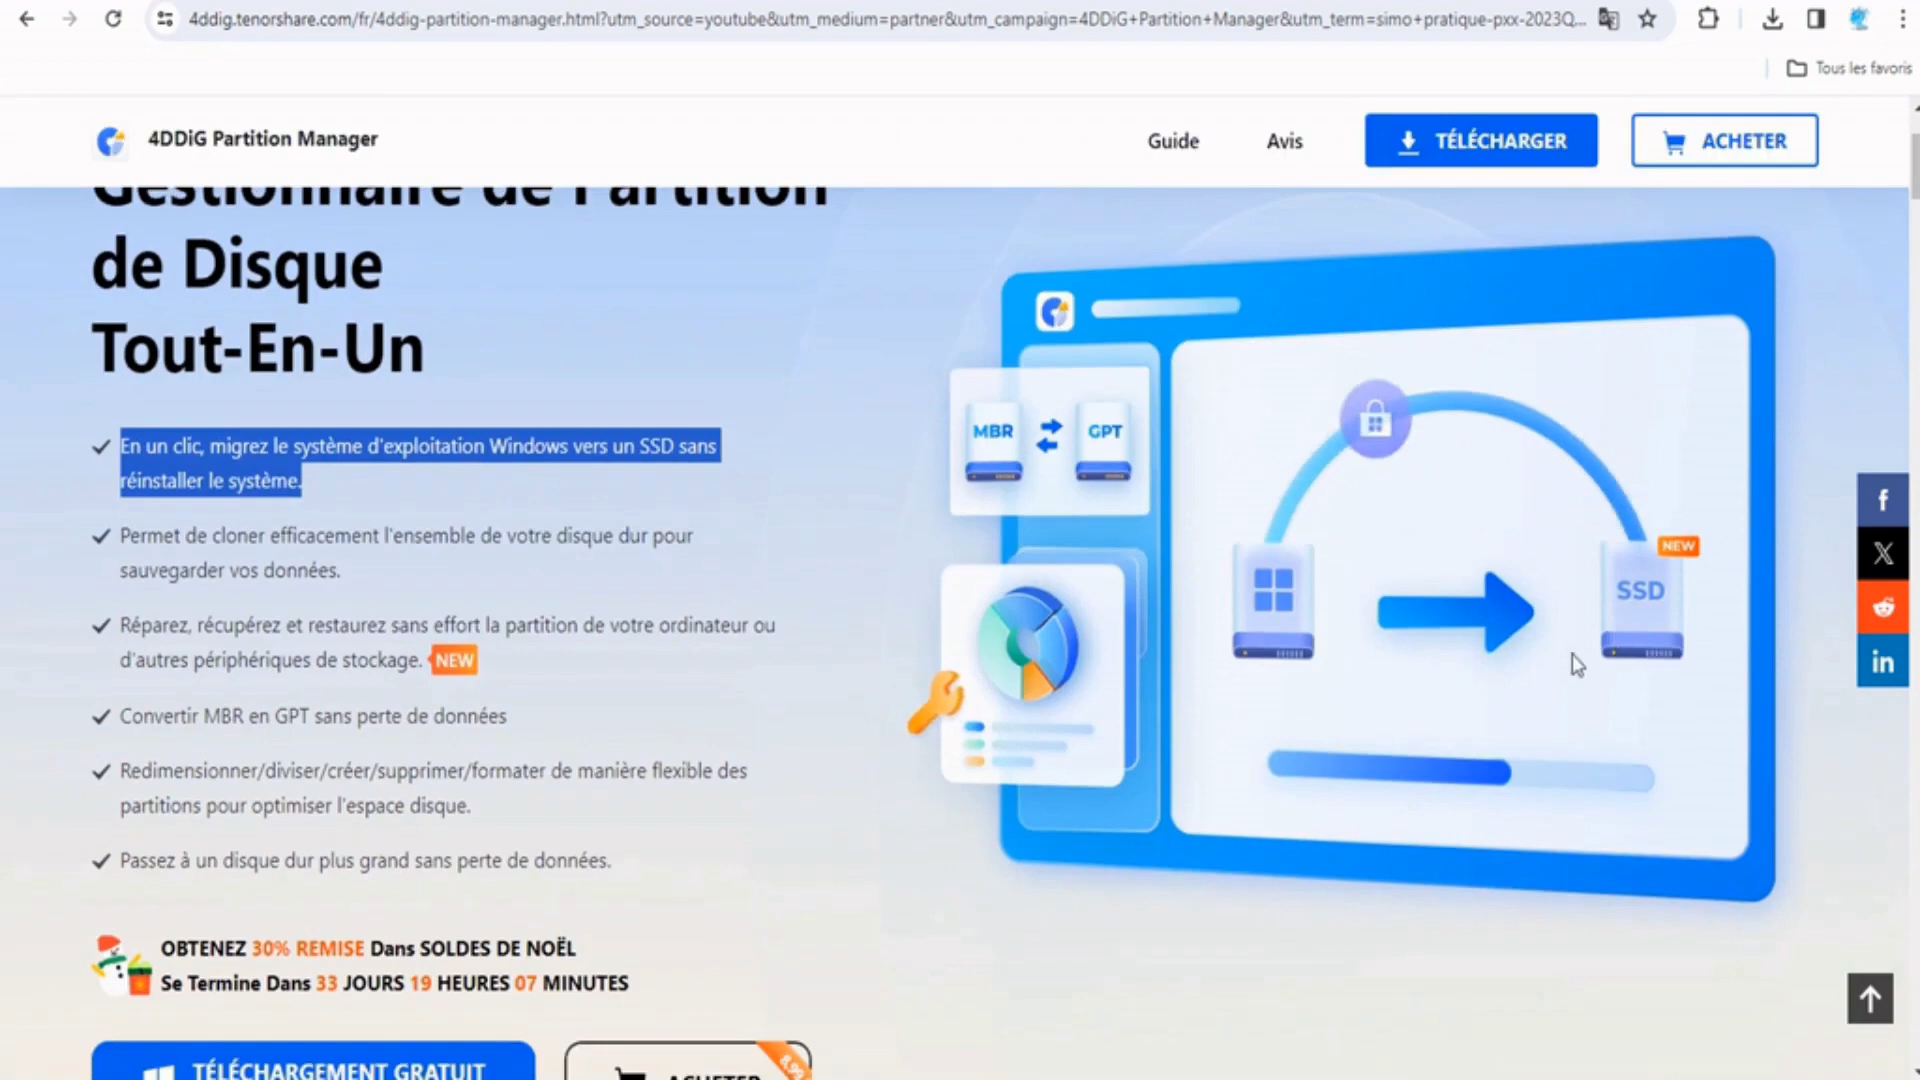 4ddig.tenorshare.com/fr/4ddig-partition-manager.html?utm_source=youtube&utm_medium=partner&utm_campaign=4DDiG+Partition+Manager&utm_term=simo+pratique-pxx-2023Q...
Tous les favoris
4DDiG Partition Manager
Guide
Avis
TÉLÉCHARGER
ACHETER
Gestionnaire de Partition
de Disque
Tout-En-Un
En un clic, migrez le système d'exploitation Windows vers un SSD sans
réinstaller le système.
Permet de cloner efficacement l'ensemble de votre disque dur pour
sauvegarder vos données.
Réparez, récupérez et restaurez sans effort la partition de votre ordinateur ou
d'autres périphériques de stockage. NEW
Convertir MBR en GPT sans perte de données
Redimensionner/diviser/créer/supprimer/formater de manière flexible des
partitions pour optimiser l'espace disque.
Passez à un disque dur plus grand sans perte de données.
OBTENEZ 30% REMISE Dans SOLDES DE NOËL
Se Termine Dans 33 JOURS 19 HEURES 07 MINUTES
TÉLÉCHARGEMENT GRATUIT
ACHETER
MBR
GPT
NEW
SSD
f
X
in